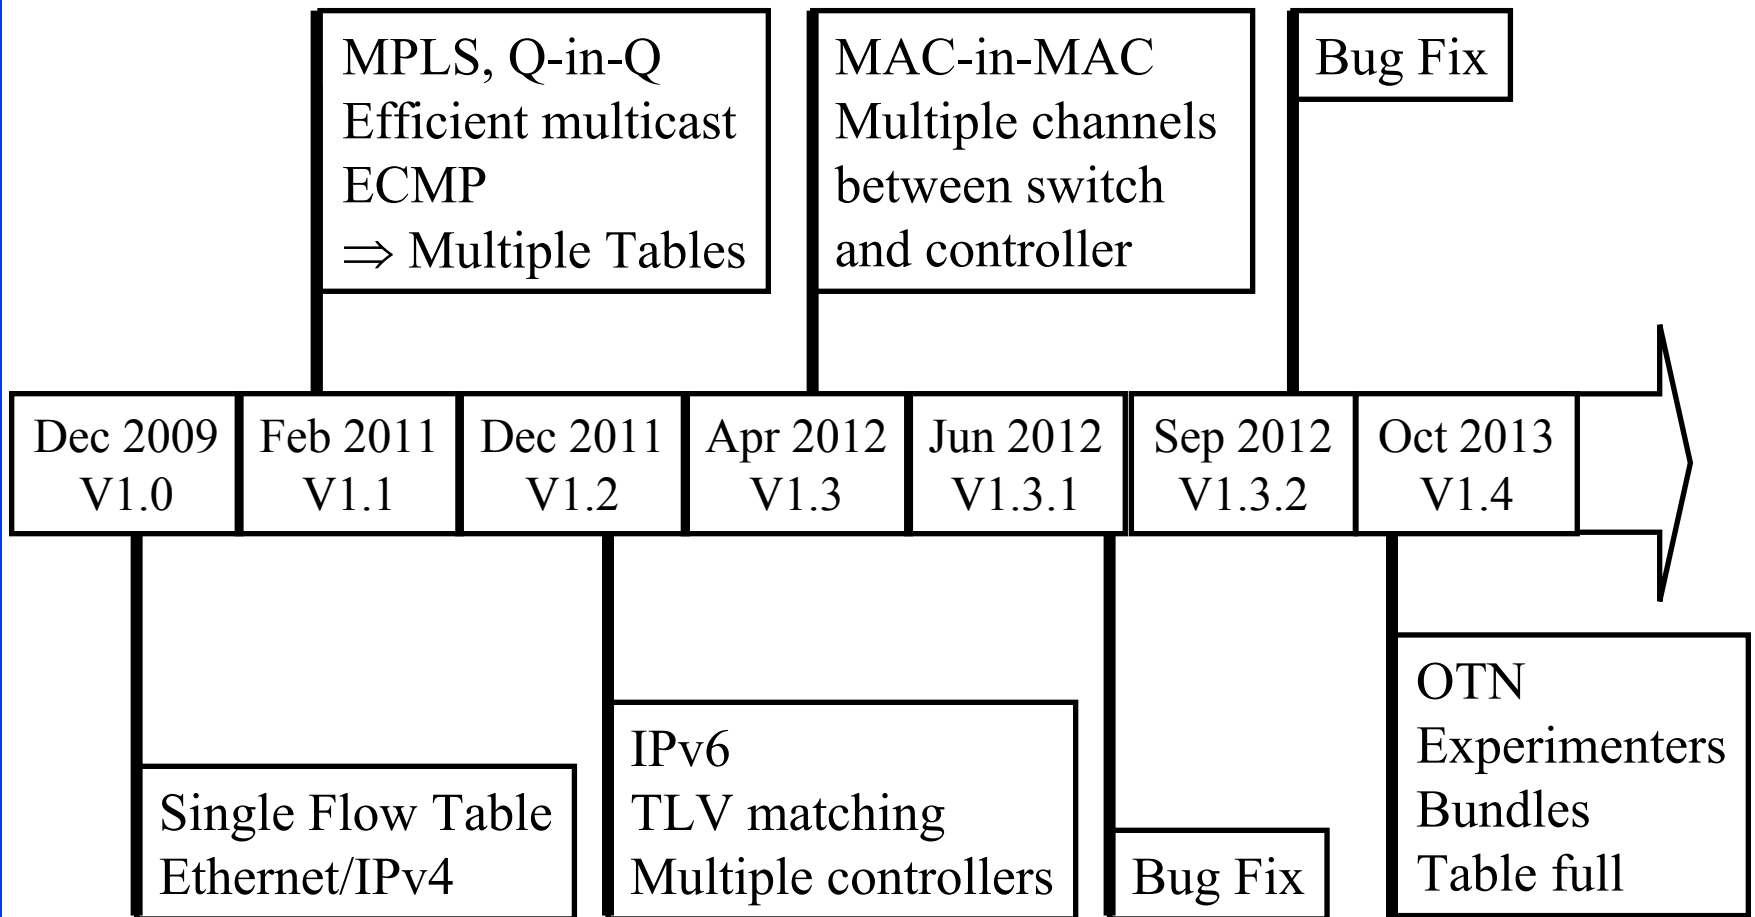 MPLS, Q-in-Q
Efficient multicast
ECMP
⇒ Multiple Tables
MAC-in-MAC
Multiple channels
between switch
and controller
Bug Fix
Dec 2009
V1.0
Feb 2011
V1.1
Dec 2011
V1.2
Apr 2012
V1.3
Jun 2012
V1.3.1
Sep 2012
V1.3.2
Oct 2013
V1.4
Single Flow Table
Ethernet/IPv4
IPv6
TLV matching
Multiple controllers
Bug Fix
OTN
Experimenters
Bundles
Table full